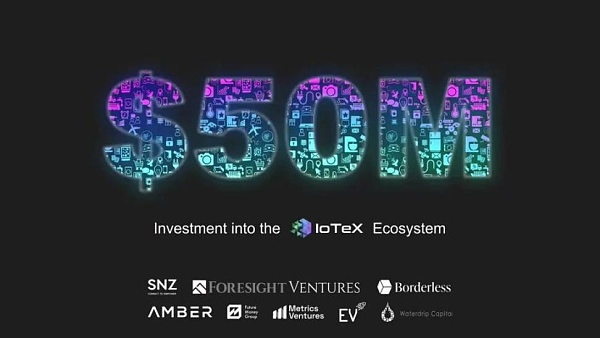 $50M
Investment into the IoTeX Ecosystem
SNZ FORESIGHT VENTURES Borderless
AMBER Future Money Group Metrics Ventures EV Waterdrip Capital